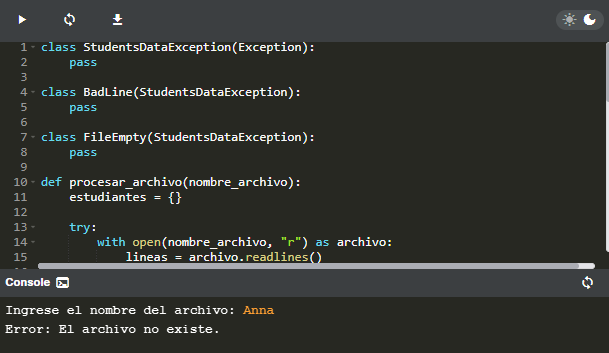 1 class StudentsDataException(Exception):
2     pass
3
4 class BadLine(StudentsDataException):
5     pass
6
7 class FileEmpty(StudentsDataException):
8     pass
9
10 def procesar_archivo(nombre_archivo):
11     estudiantes = {}
12
13     try:
14         with open(nombre_archivo, "r") as archivo:
15             lineas = archivo.readlines()
Console
Ingrese el nombre del archivo: Anna
Error: El archivo no existe.